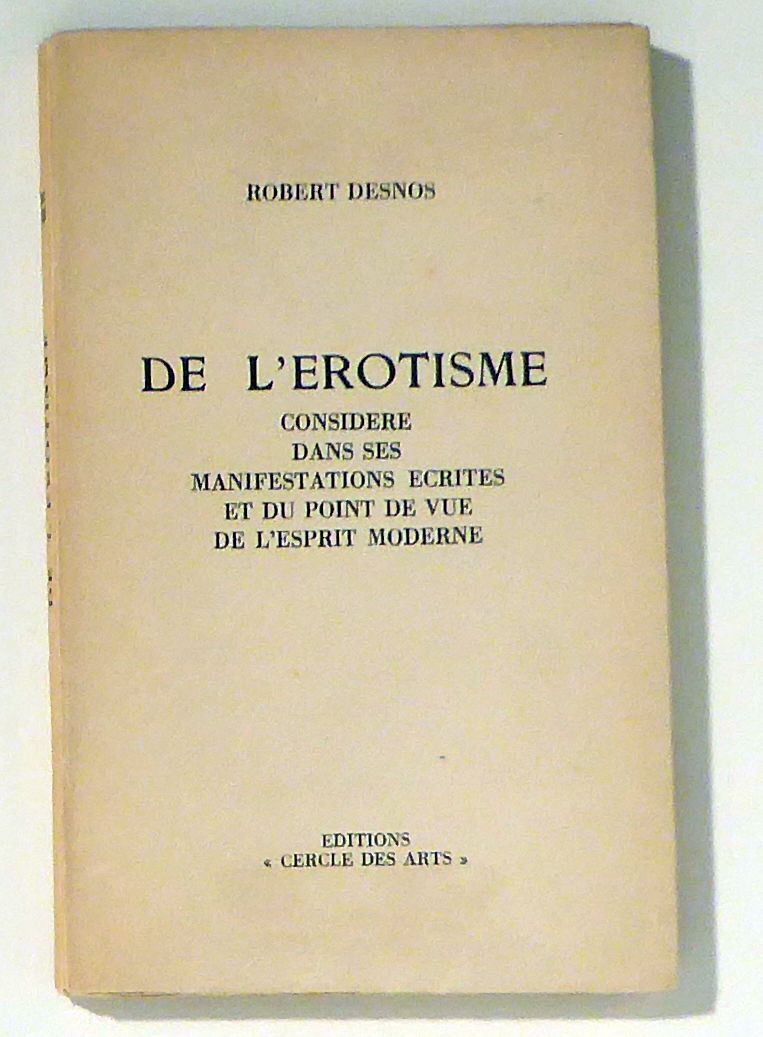 ROBERT DESNOS
DE L'EROTISME
CONSIDERE
DANS SES
MANIFESTATIONS ECRITES
ET DU POINT DE VUE
DE L'ESPRIT MODERNE
EDITIONS
« CERCLE DES ARTS »